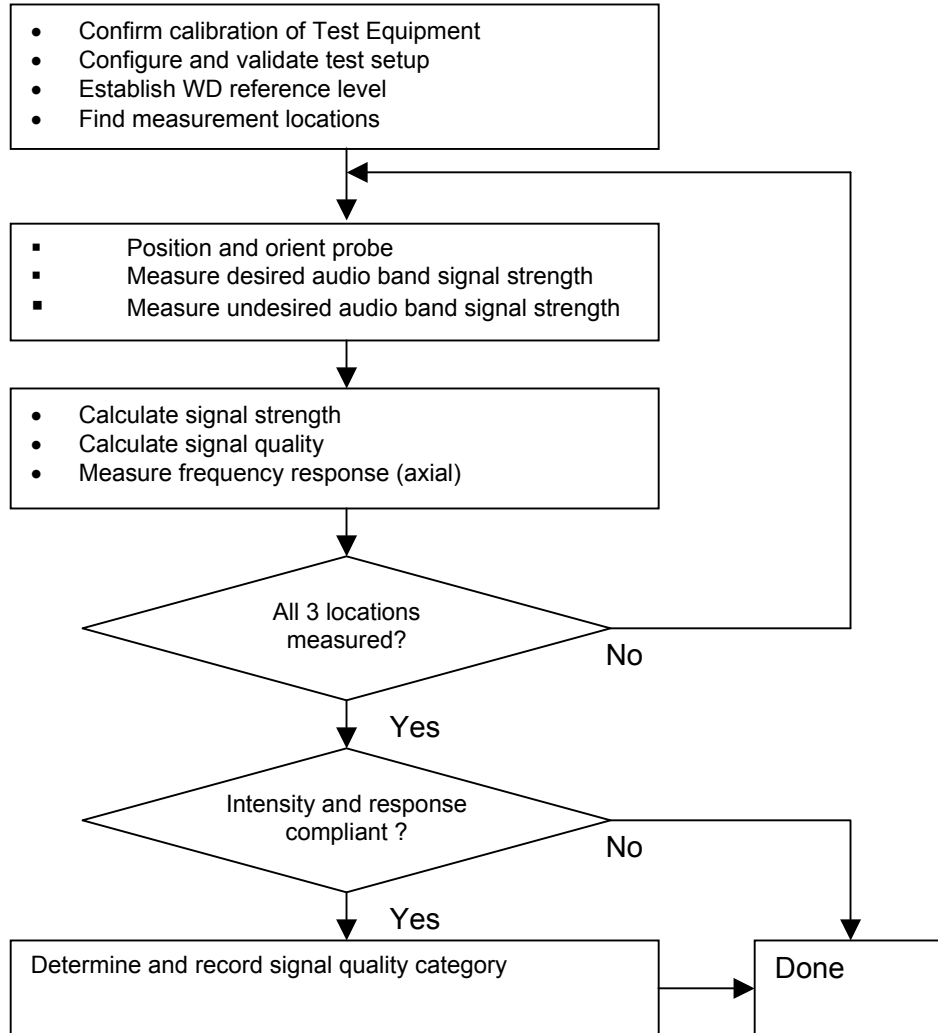 • Confirm calibration of Test Equipment
• Configure and validate test setup
• Establish WD reference level
• Find measurement locations
▪ Position and orient probe
▪ Measure desired audio band signal strength
▪ Measure undesired audio band signal strength
• Calculate signal strength
• Calculate signal quality
• Measure frequency response (axial)
All 3 locations
measured?
No
Yes
Intensity and response
compliant ?
No
Yes
Determine and record signal quality category
Done